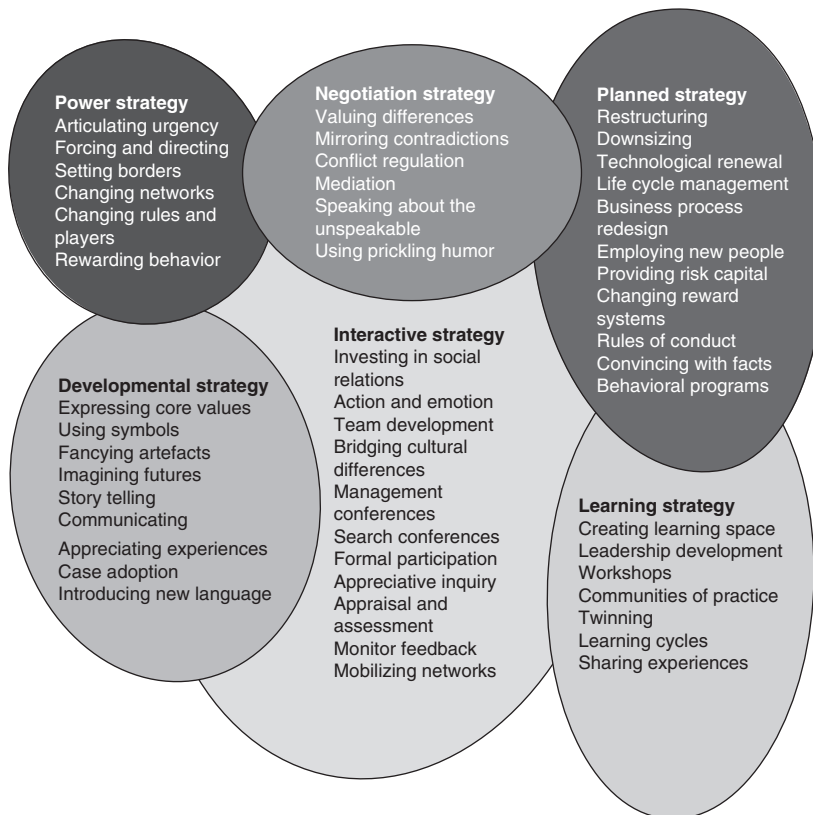 Power strategy
Articulating urgency
Forcing and directing
Setting borders
Changing networks
Changing rules and
players
Rewarding behavior
Negotiation strategy
Valuing differences
Mirroring contradictions
Conflict regulation
Mediation
Speaking about the
unspeakable
Using prickling humor
Planned strategy
Restructuring
Downsizing
Technological renewal
Life cycle management
Business process
redesign
Employing new people
Providing risk capital
Changing reward
systems
Rules of conduct
Convincing with facts
Behavioral programs
Developmental strategy
Expressing core values
Using symbols
Fancying artefacts
Imagining futures
Story telling
Communicating
Appreciating experiences
Case adoption
Introducing new language
Interactive strategy
Investing in social
relations
Action and emotion
Team development
Bridging cultural
differences
Management
conferences
Search conferences
Formal participation
Appreciative inquiry
Appraisal and
assessment
Monitor feedback
Mobilizing networks
Learning strategy
Creating learning space
Leadership development
Workshops
Communities of practice
Twinning
Learning cycles
Sharing experiences